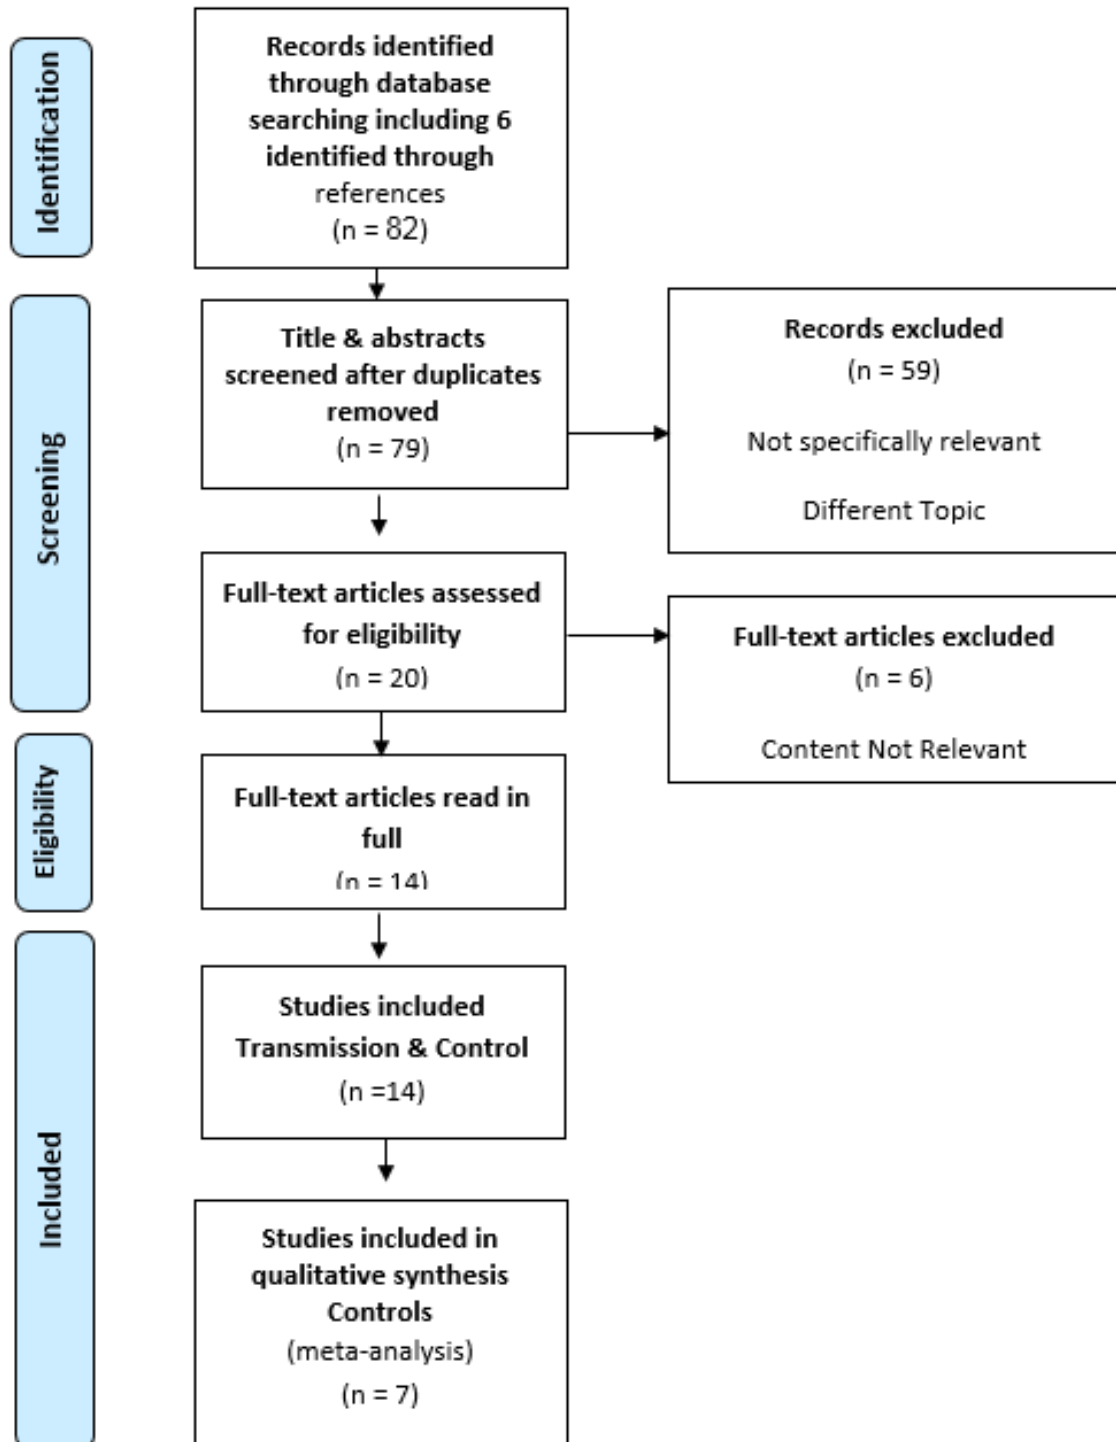 Identification
Records identified
through database
searching including 6
identified through
references
(n = 82)
Screening
Title & abstracts
screened after duplicates
removed
(n = 79)
Records excluded
(n = 59)
Not specifically relevant
Different Topic
Full-text articles assessed
for eligibility
(n = 20)
Full-text articles excluded
(n = 6)
Content Not Relevant
Eligibility
Full-text articles read in
full
(n = 14)
Included
Studies included
Transmission & Control
(n =14)
Studies included in
qualitative synthesis
Controls
(meta-analysis)
(n = 7)